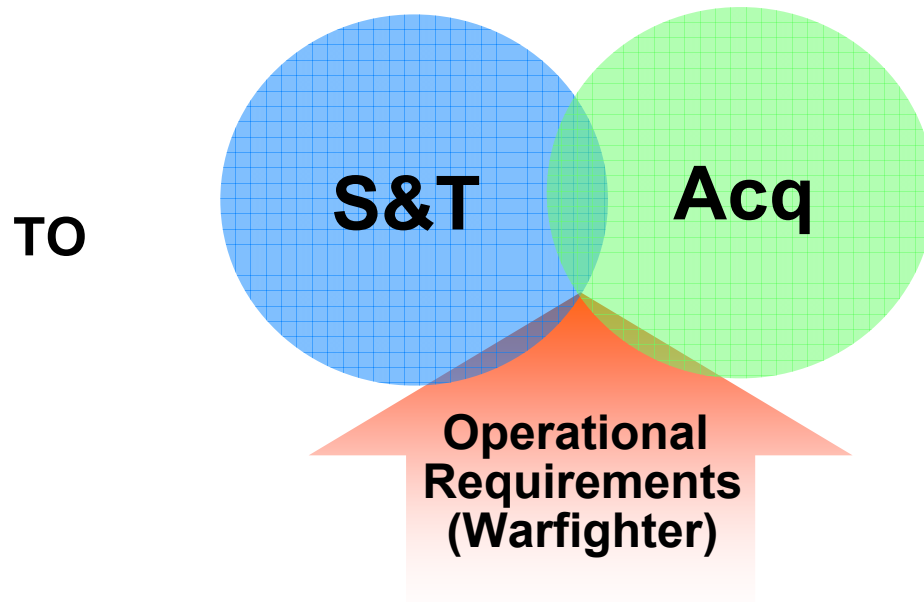 TO
S&T
Acq
Operational
Requirements
(Warfighter)